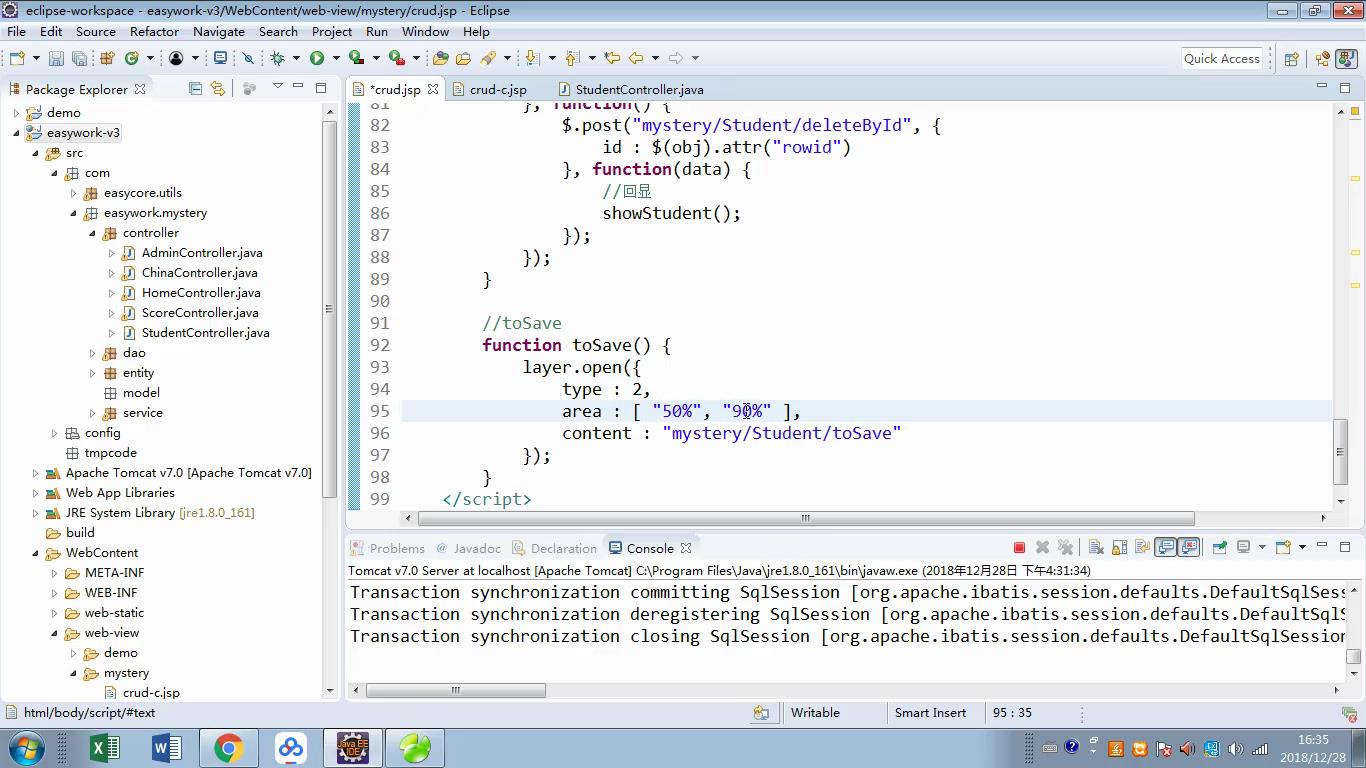 eclipse-workspace - easywork-v3/WebContent/web-view/mystery/crud.jsp - Eclipse
File Edit Source Refactor Navigate Search Project Run Window Help
Quick Access
Package Explorer
demo
easywork-v3
src
com
easycore.utils
easywork.mystery
controller
AdminController.java
ChinaController.java
HomeController.java
ScoreController.java
StudentController.java
dao
entity
model
service
config
tmpcode
Apache Tomcat v7.0 [Apache Tomcat v7.0]
Web App Libraries
JRE System Library [jre1.8.0_161]
build
WebContent
META-INF
WEB-INF
web-static
web-view
demo
mystery
crud-c.jsp
*crud.jsp crud-c.jsp StudentController.java
81 }, function() {
82 $.post("mystery/Student/deleteById", {
83 id : $(obj).attr("rowid")
84 }, function(data) {
85 //回显
86 showStudent();
87 });
88 });
89 }
90
91 //toSave
92 function toSave() {
93 layer.open({
94 type : 2,
95 area : [ "50%", "90%" ],
96 content : "mystery/Student/toSave"
97 });
98 }
99 </script>
Problems Javadoc Declaration Console
Tomcat v7.0 Server at localhost [Apache Tomcat] C:\Program Files\Java\jre1.8.0_161\bin\javaw.exe (2018年12月28日 下午4:31:34)
Transaction synchronization committing SqlSession [org.apache.ibatis.session.defaults.DefaultSqlSess
Transaction synchronization deregistering SqlSession [org.apache.ibatis.session.defaults.DefaultSqlS
Transaction synchronization closing SqlSession [org.apache.ibatis.session.defaults.DefaultSqlSession
html/body/script/#text Writable Smart Insert 95 : 35
16:35
2018/12/28